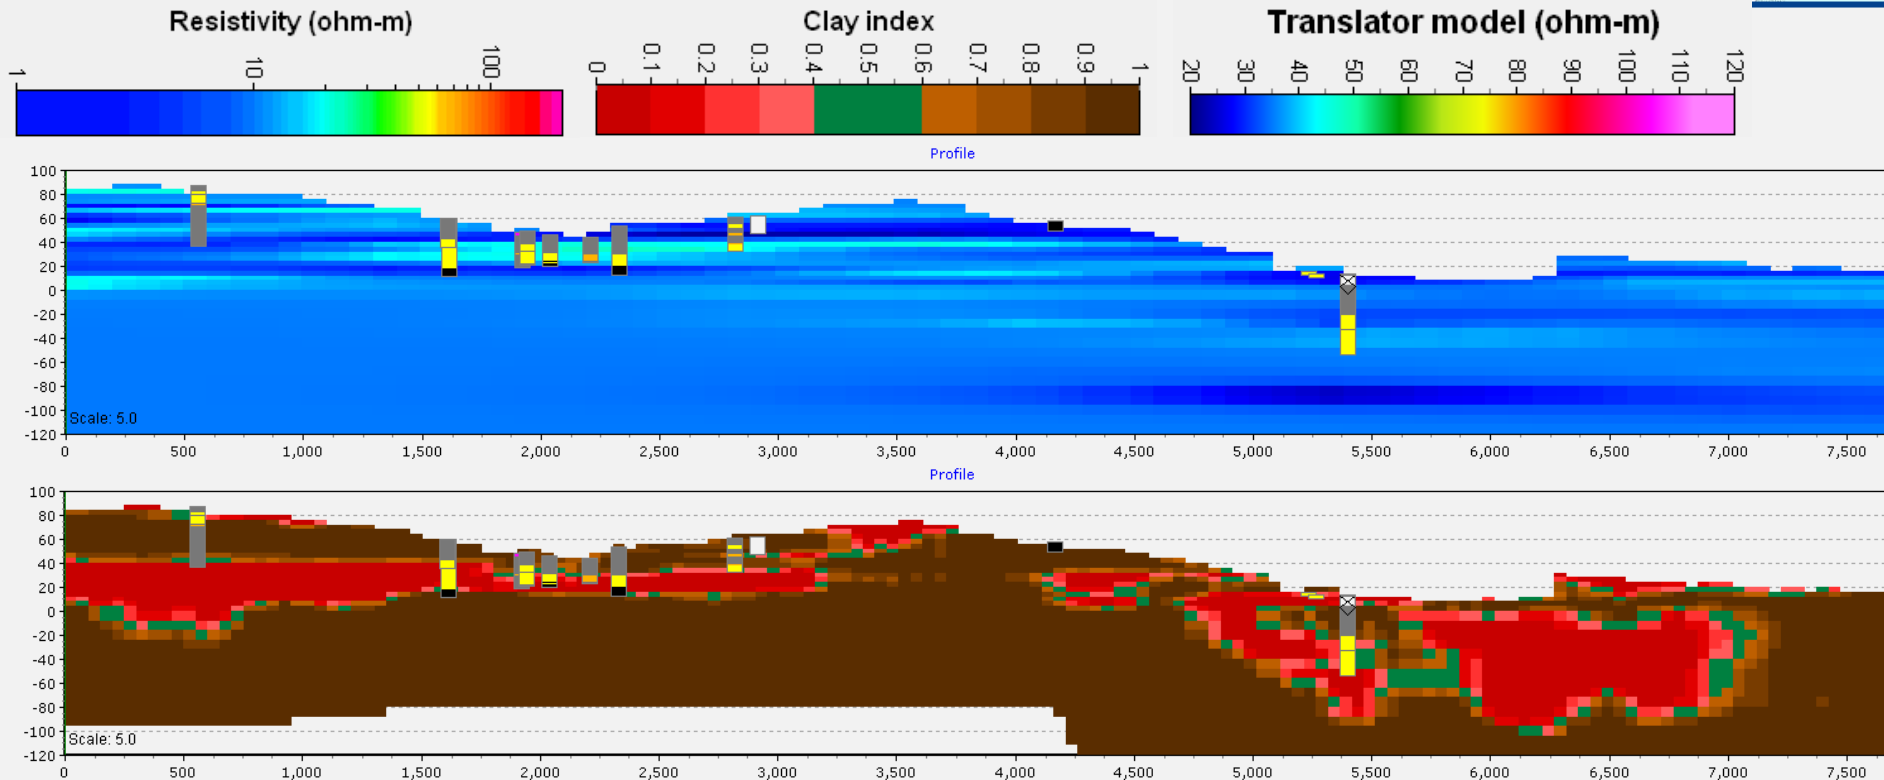 Resistivity (ohm-m)
1 10 100
Clay index
0 0.1 0.2 0.3 0.4 0.5 0.6 0.7 0.8 0.9 1
Translator model (ohm-m)
20 30 40 50 60 70 80 90 100 110 120
Profile
100
80
60
40
20
0
-20
-40
-60
-80
-100
-120
Scale: 5.0
0 500 1,000 1,500 2,000 2,500 3,000 3,500 4,000 4,500 5,000 5,500 6,000 6,500 7,000 7,500
Profile
100
80
60
40
20
0
-20
-40
-60
-80
-100
-120
Scale: 5.0
0 500 1,000 1,500 2,000 2,500 3,000 3,500 4,000 4,500 5,000 5,500 6,000 6,500 7,000 7,500